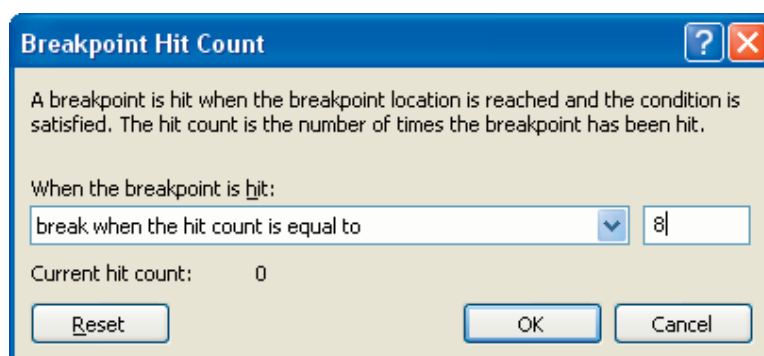 Breakpoint Hit Count
A breakpoint is hit when the breakpoint location is reached and the condition is
satisfied. The hit count is the number of times the breakpoint has been hit.
When the breakpoint is hit:
break when the hit count is equal to 8
Current hit count: 0
Reset OK Cancel